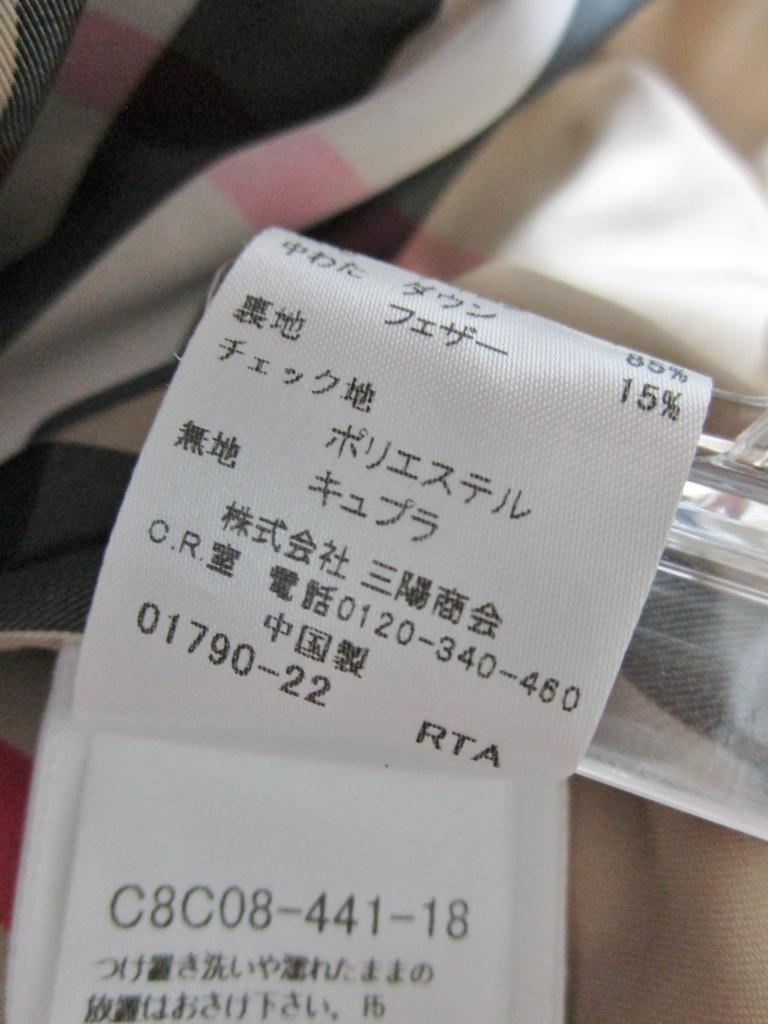 中わた ダウン 85%
フェザー 15%
裏地
チェック地
ポリエステル
無地 キュプラ
株式会社 三陽商会
C.R.室 電話0120-340-460
中国製
01790-22
RTA
C8C08-441-18
つけ置き洗いや濡れたままの
放置はおさけ下さい。15